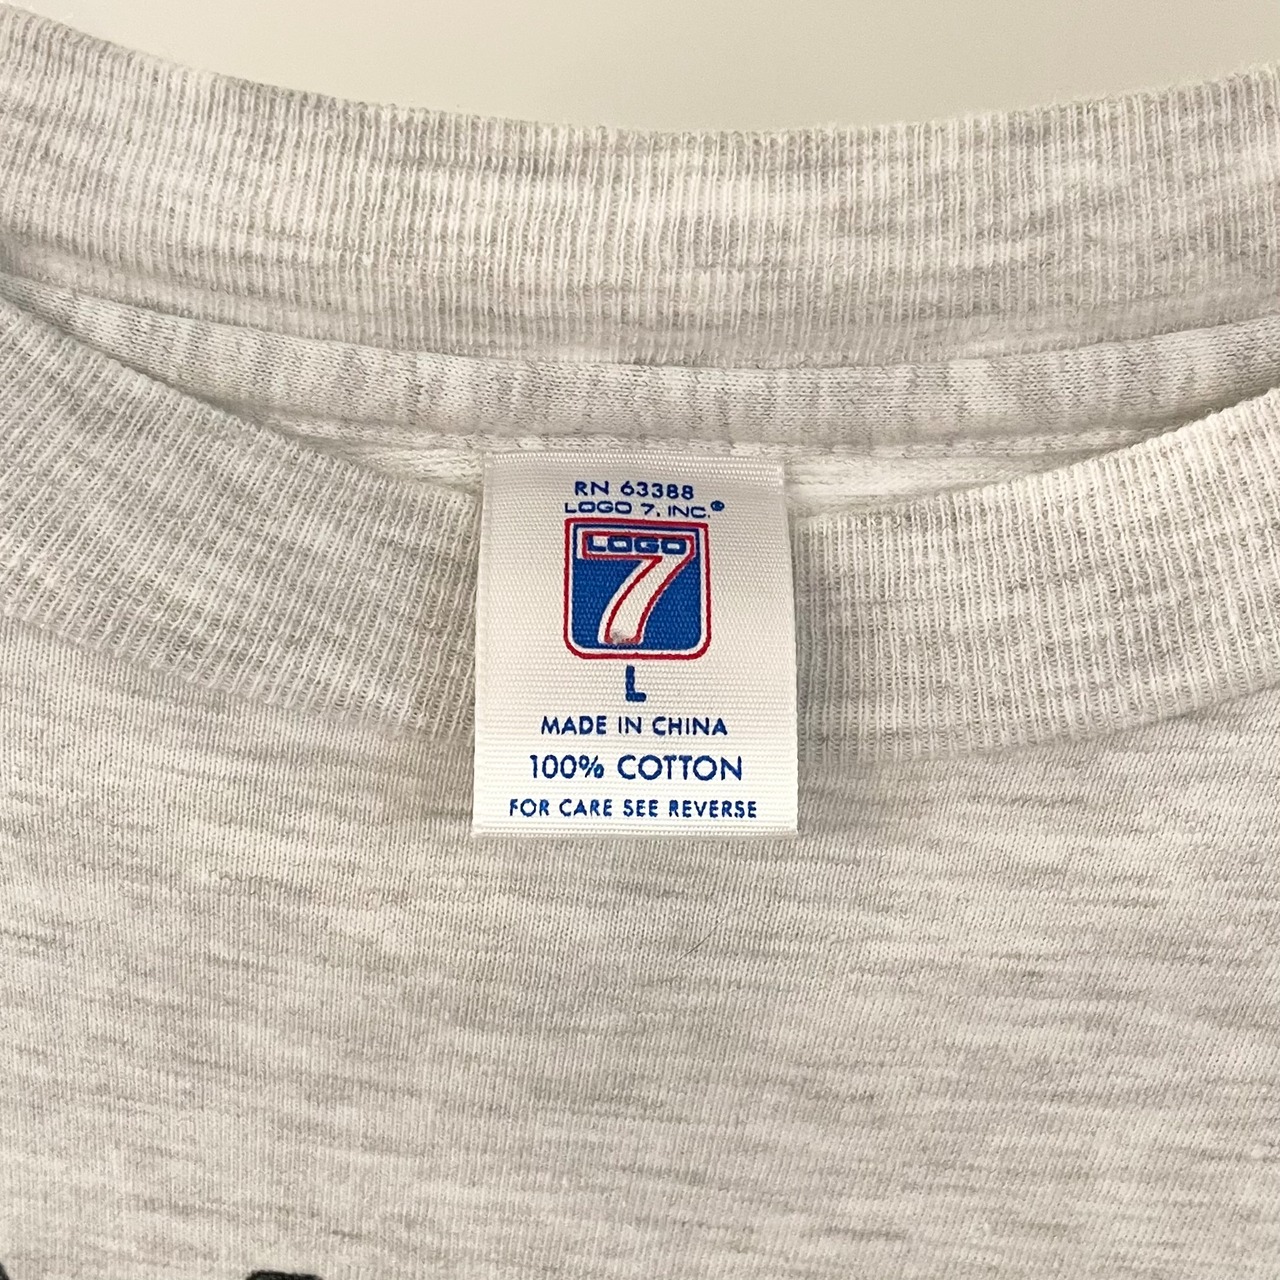 RN 63388
LOGO 7, INC.®
LOGO
7
L
MADE IN CHINA
100% COTTON
FOR CARE SEE REVERSE